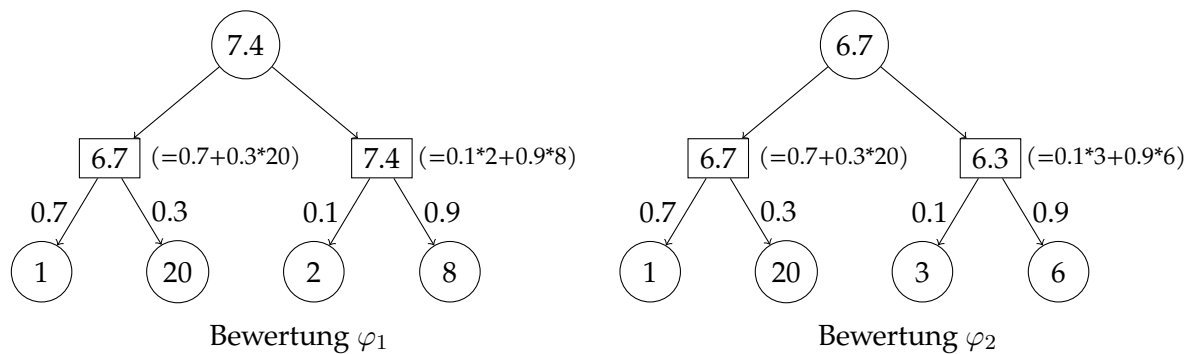 7.4 6.7
6.7 (=0.7+0.3*20) 7.4 (=0.1*2+0.9*8) 6.7 (=0.7+0.3*20) 6.3 (=0.1*3+0.9*6)
0.7 0.3 0.1 0.9 0.7 0.3 0.1 0.9
1 20 2 8 1 20 3 6
Bewertung φ₁ Bewertung φ₂